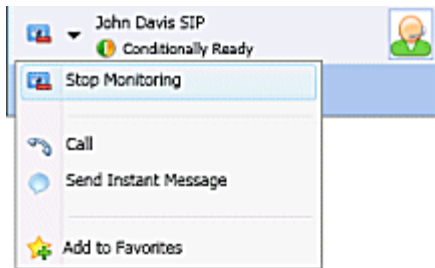 John Davis SIP
Conditionally Ready
Stop Monitoring
Call
Send Instant Message
Add to Favorites